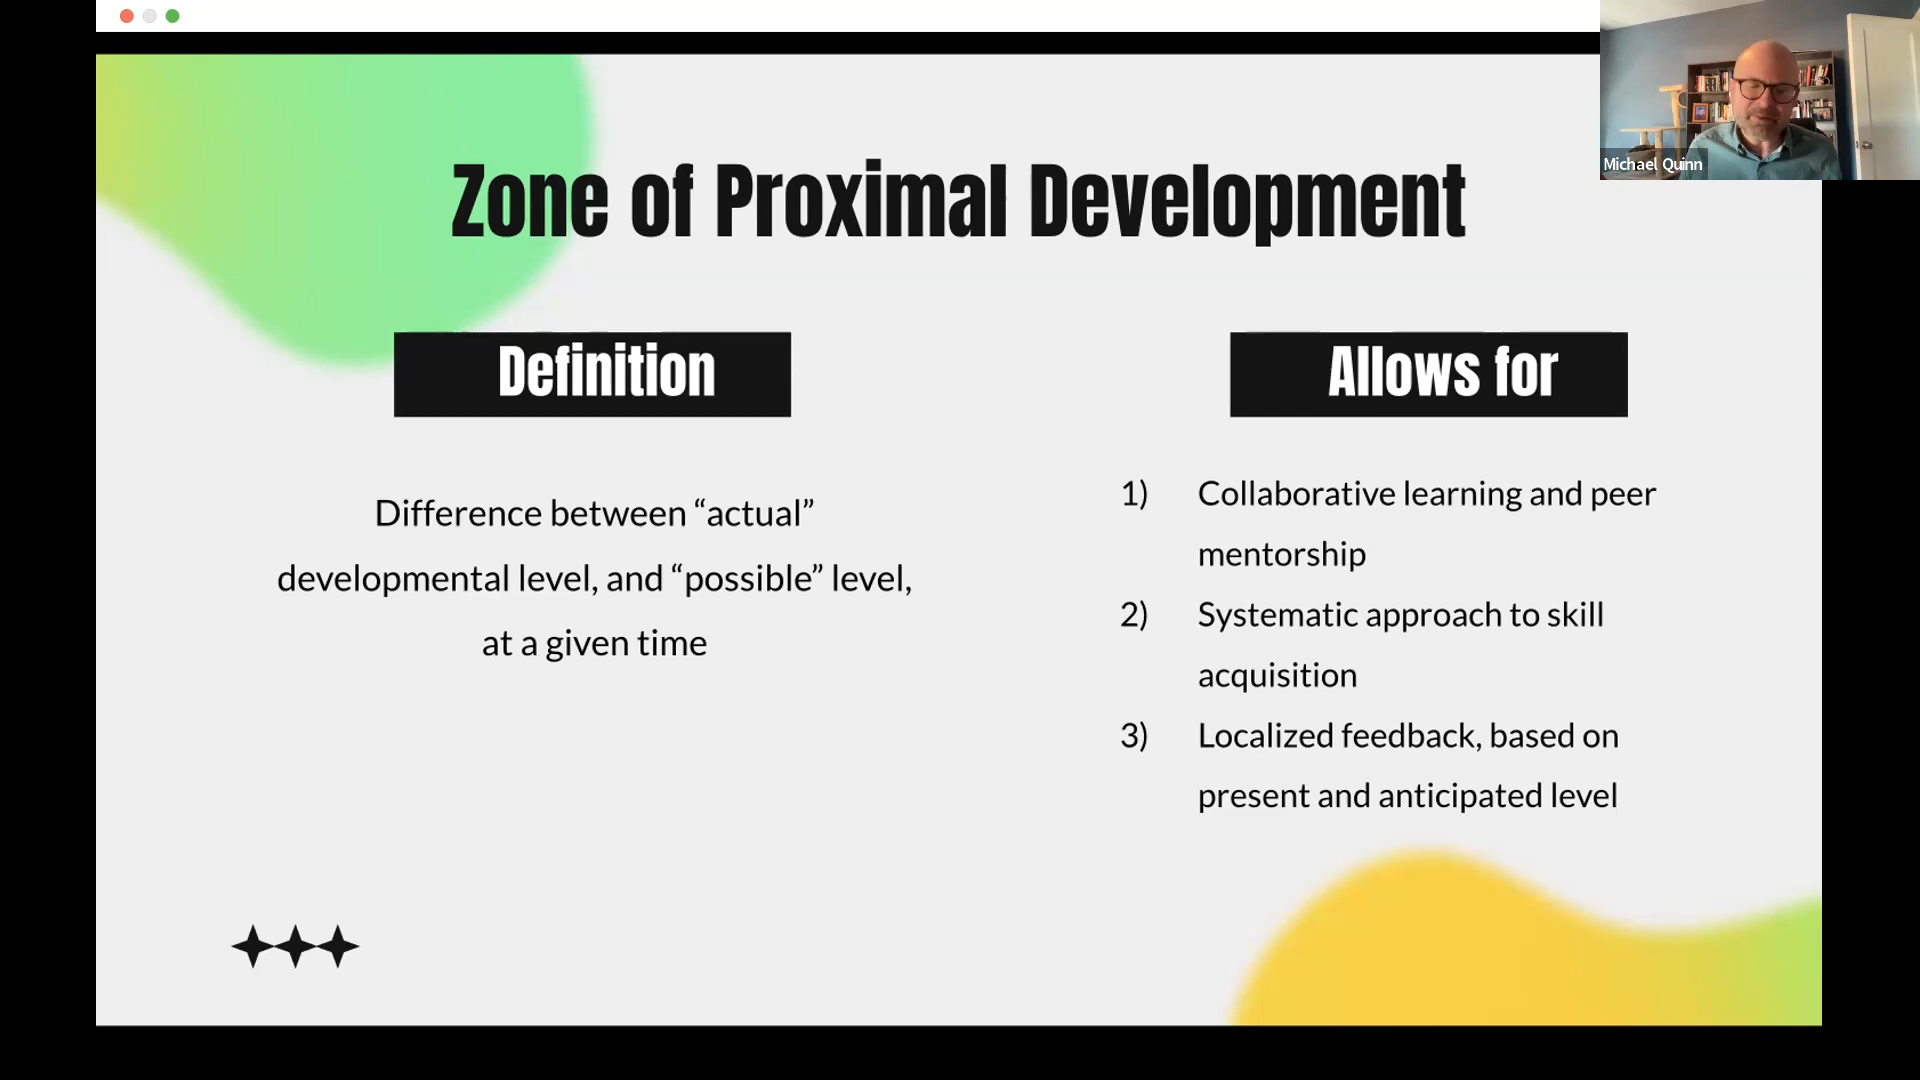 Michael Quinn
Zone of Proximal Development
Definition
Difference between “actual”
developmental level, and “possible” level,
at a given time
Allows for
1) Collaborative learning and peer
mentorship
2) Systematic approach to skill
acquisition
3) Localized feedback, based on
present and anticipated level